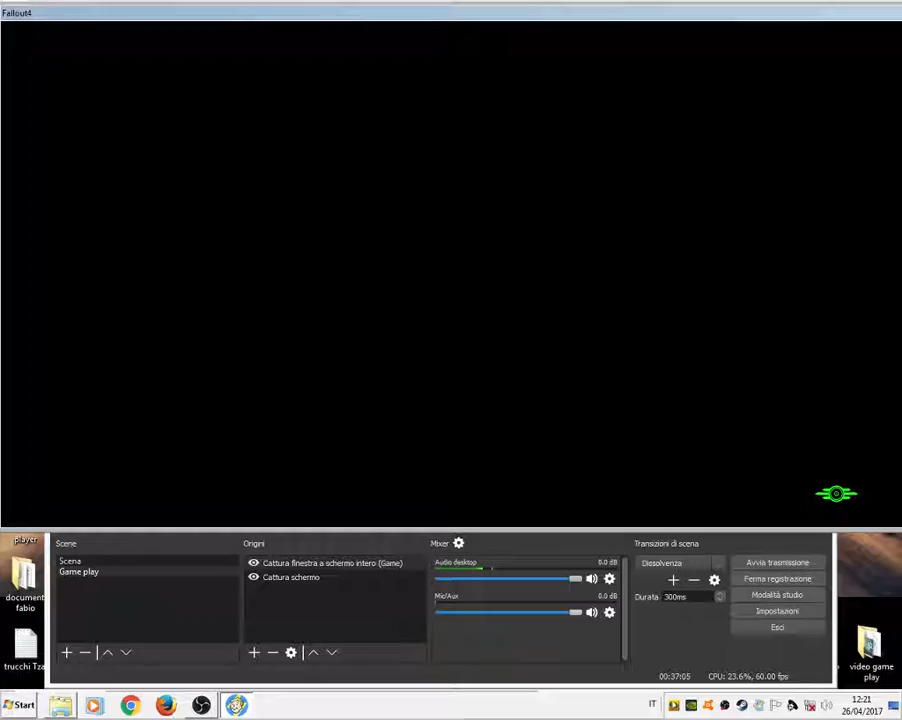 Fallout4
player
document
fabio
trucchi Tza
Scene
Scena
Game play
Origini
Cattura finestra a schermo intero (Game)
Cattura schermo
Mixer
Audio desktop
0.0 dB
Mic/Aux
0.0 dB
Transizioni di scena
Dissolvenza
Durata
300ms
Avvia trasmissione
Ferma registrazione
Modalità studio
Impostazioni
Esci
00:37:05
CPU: 23.6%, 60.00 fps
video game
play
Start
IT
12:21
26/04/2017